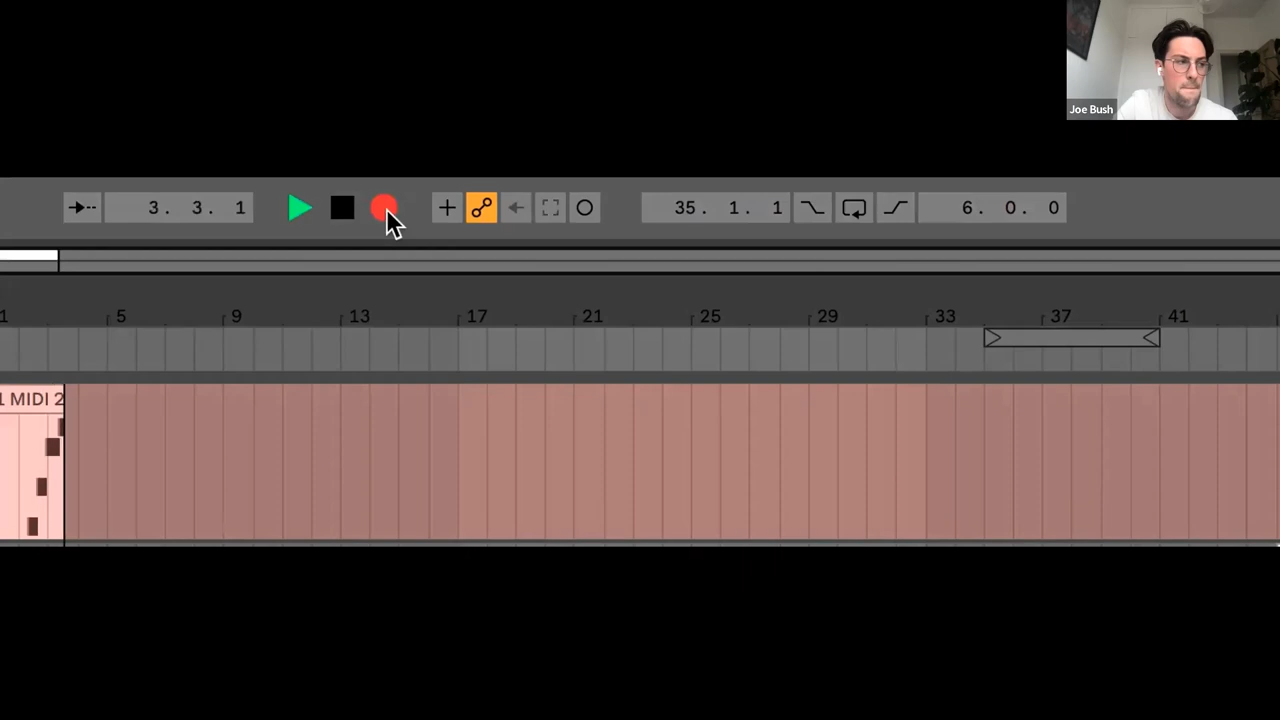 Joe Bush
3. 3. 1
35. 1. 1
6. 0. 0
1 5 9 13 17 21 25 29 33 37 41
1 MIDI 2